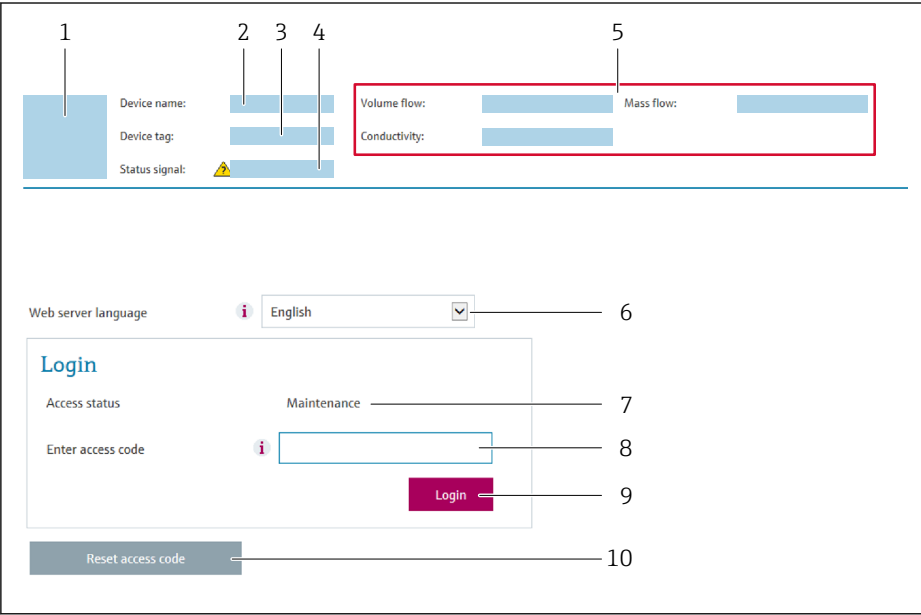 1 2 3 4 5
Device name: Volume flow: Mass flow:
Device tag: Conductivity:
Status signal: ?
Web server language i English 6
Login
Access status Maintenance 7
Enter access code i 8
Login 9
Reset access code 10